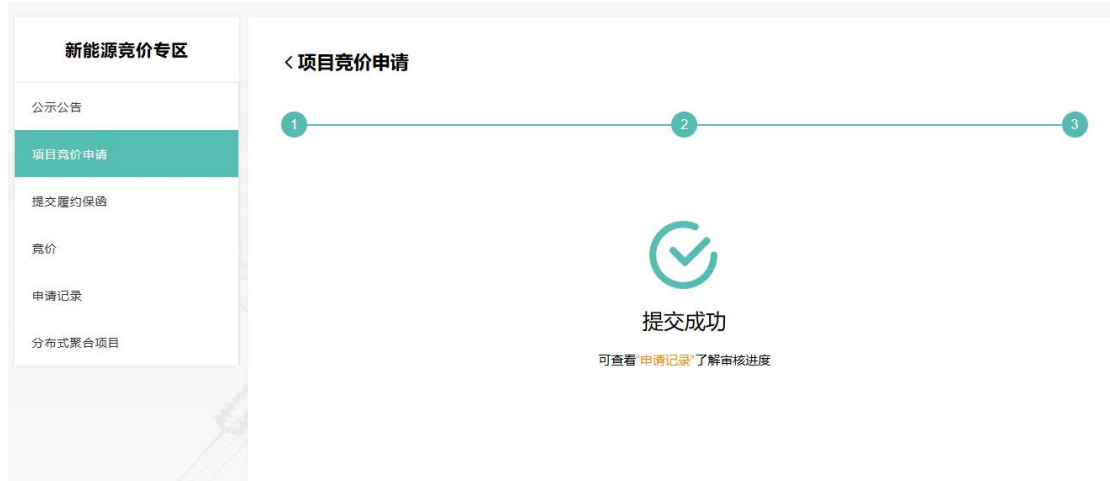 新能源竞价专区
公示公告
项目竞价申请
提交履约保函
竞价
申请记录
分布式聚合项目
<项目竞价申请
1
2
3
提交成功
可查看“申请记录”了解审核进度